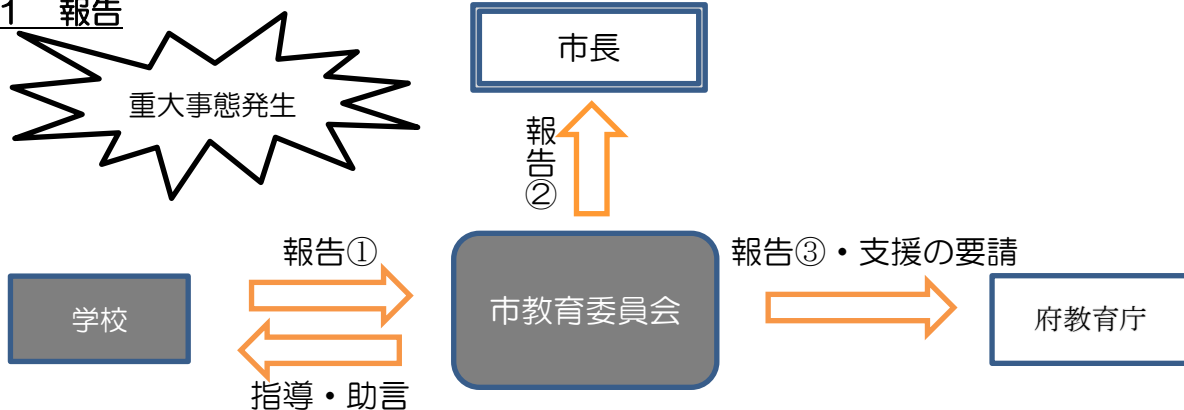 １　報告
重大事態発生
市長
報告②
報告①
報告③・支援の要請
学校
市教育委員会
府教育庁
指導・助言